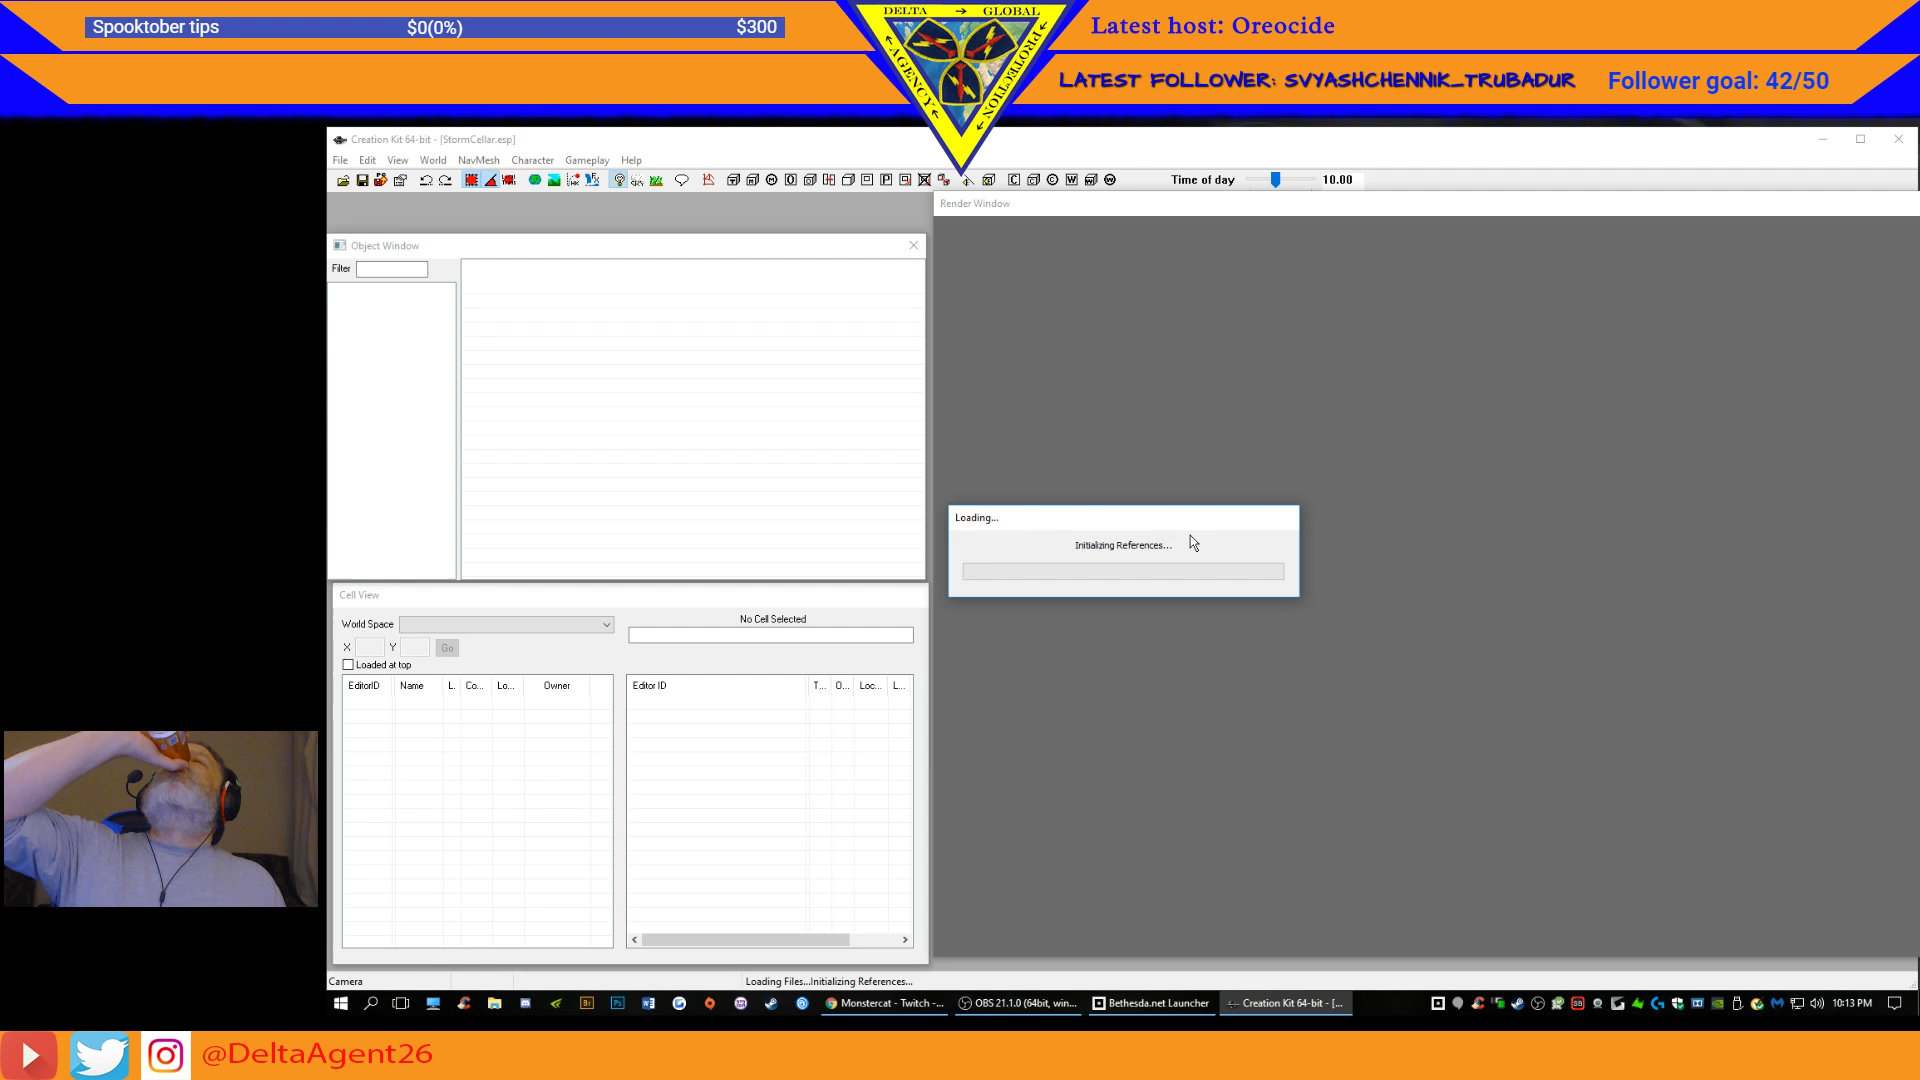 Spooktober tips $0(0%) $300
DELTA → GLOBAL
PROTECTION
AGENCY
Latest host: Oreocide
LATEST FOLLOWER: SVYASHCHENNIK_TRUBADUR Follower goal: 42/50
Creation Kit 64-bit - [StormCellar.esp]
File Edit View World NavMesh Character Gameplay Help
Time of day 10.00
Render Window
Object Window
Filter
Loading...
Initializing References...
Cell View
World Space
No Cell Selected
X Y Go
Loaded at top
EditorID Name L. Co... Lo... Owner
Editor ID T... O... Loc... L...
Camera Loading Files...Initializing References...
Monstercat - Twitch -... OBS 21.1.0 (64bit, win... Bethesda.net Launcher Creation Kit 64-bit - [... 10:13 PM
@DeltaAgent26